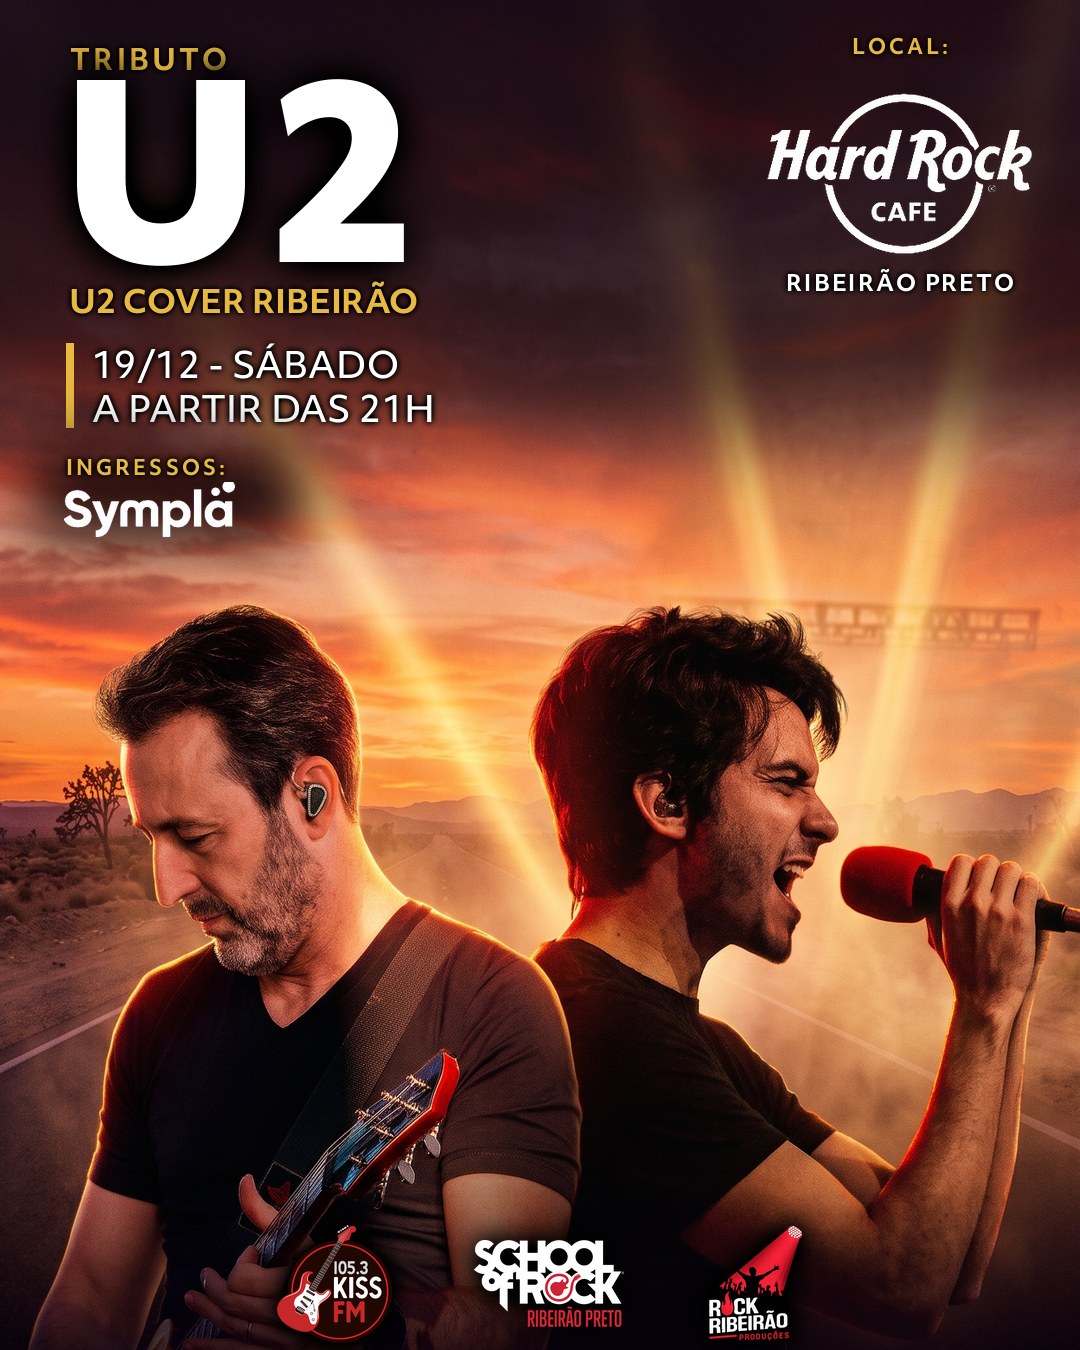 TRIBUTO
U2
U2 COVER RIBEIRÃO
19/12 - SÁBADO
A PARTIR DAS 21H
INGRESSOS:
Sympla
LOCAL:
Hard Rock
CAFE
RIBEIRÃO PRETO
105.3
KISS
FM
SCHOOL
of ROCK
RIBEIRÃO PRETO
ROCK
RIBEIRÃO
PRODUÇÕES